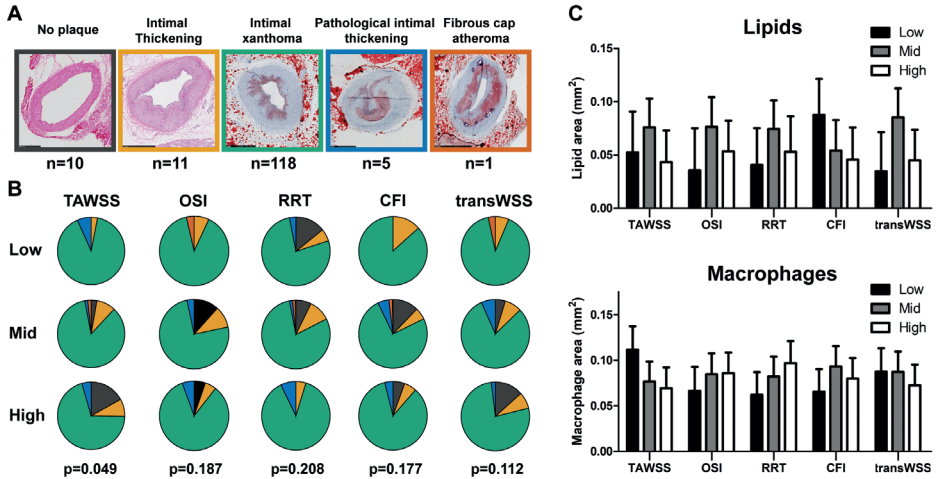 A
No plaque
Intimal
Thickening
Intimal
xanthoma
Pathological intimal
thickening
Fibrous cap
atheroma
n=10
n=11
n=118
n=5
n=1
B
TAWSS
OSI
RRT
CFI
transWSS
Low
Mid
High
p=0.049
p=0.187
p=0.208
p=0.177
p=0.112
C
Lipids
Low
Mid
High
Lipid area (mm²)
0.15
0.10
0.05
0.00
TAWSS
OSI
RRT
CFI
transWSS
Macrophages
Low
Mid
High
Macrophage area (mm²)
0.15
0.10
0.05
0.00
TAWSS
OSI
RRT
CFI
transWSS